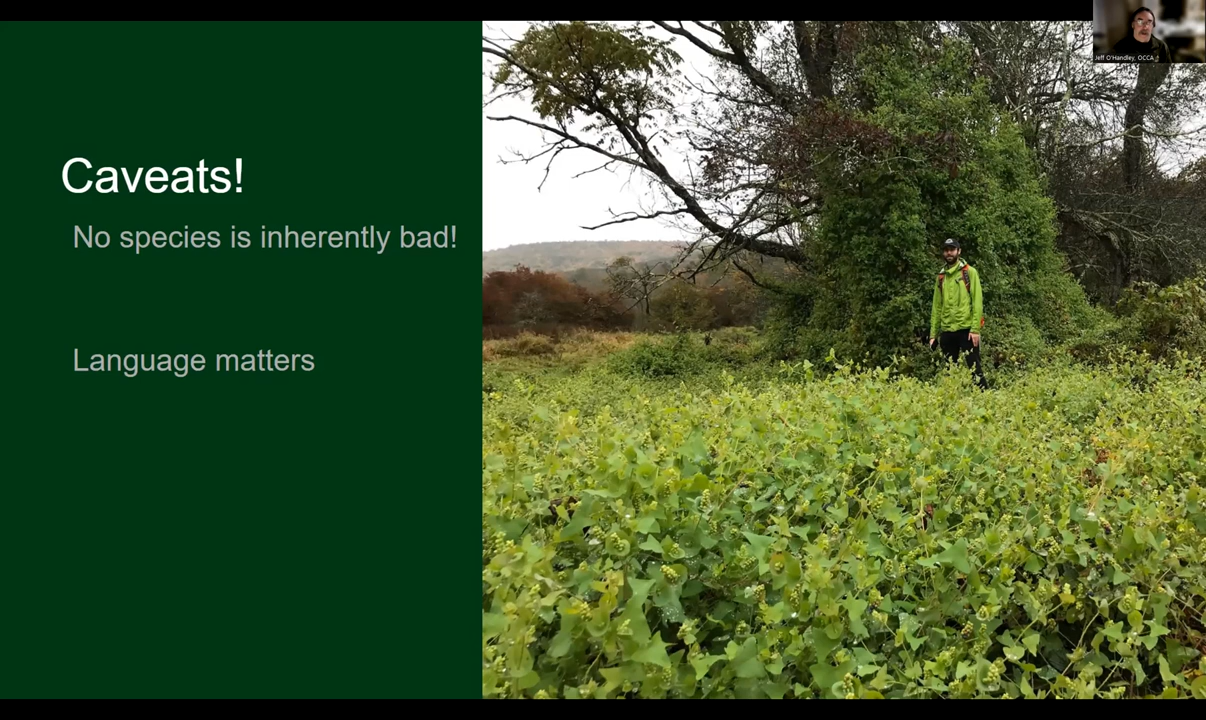 Caveats!
No species is inherently bad!
Language matters
Jeff O'Handley, OCCA